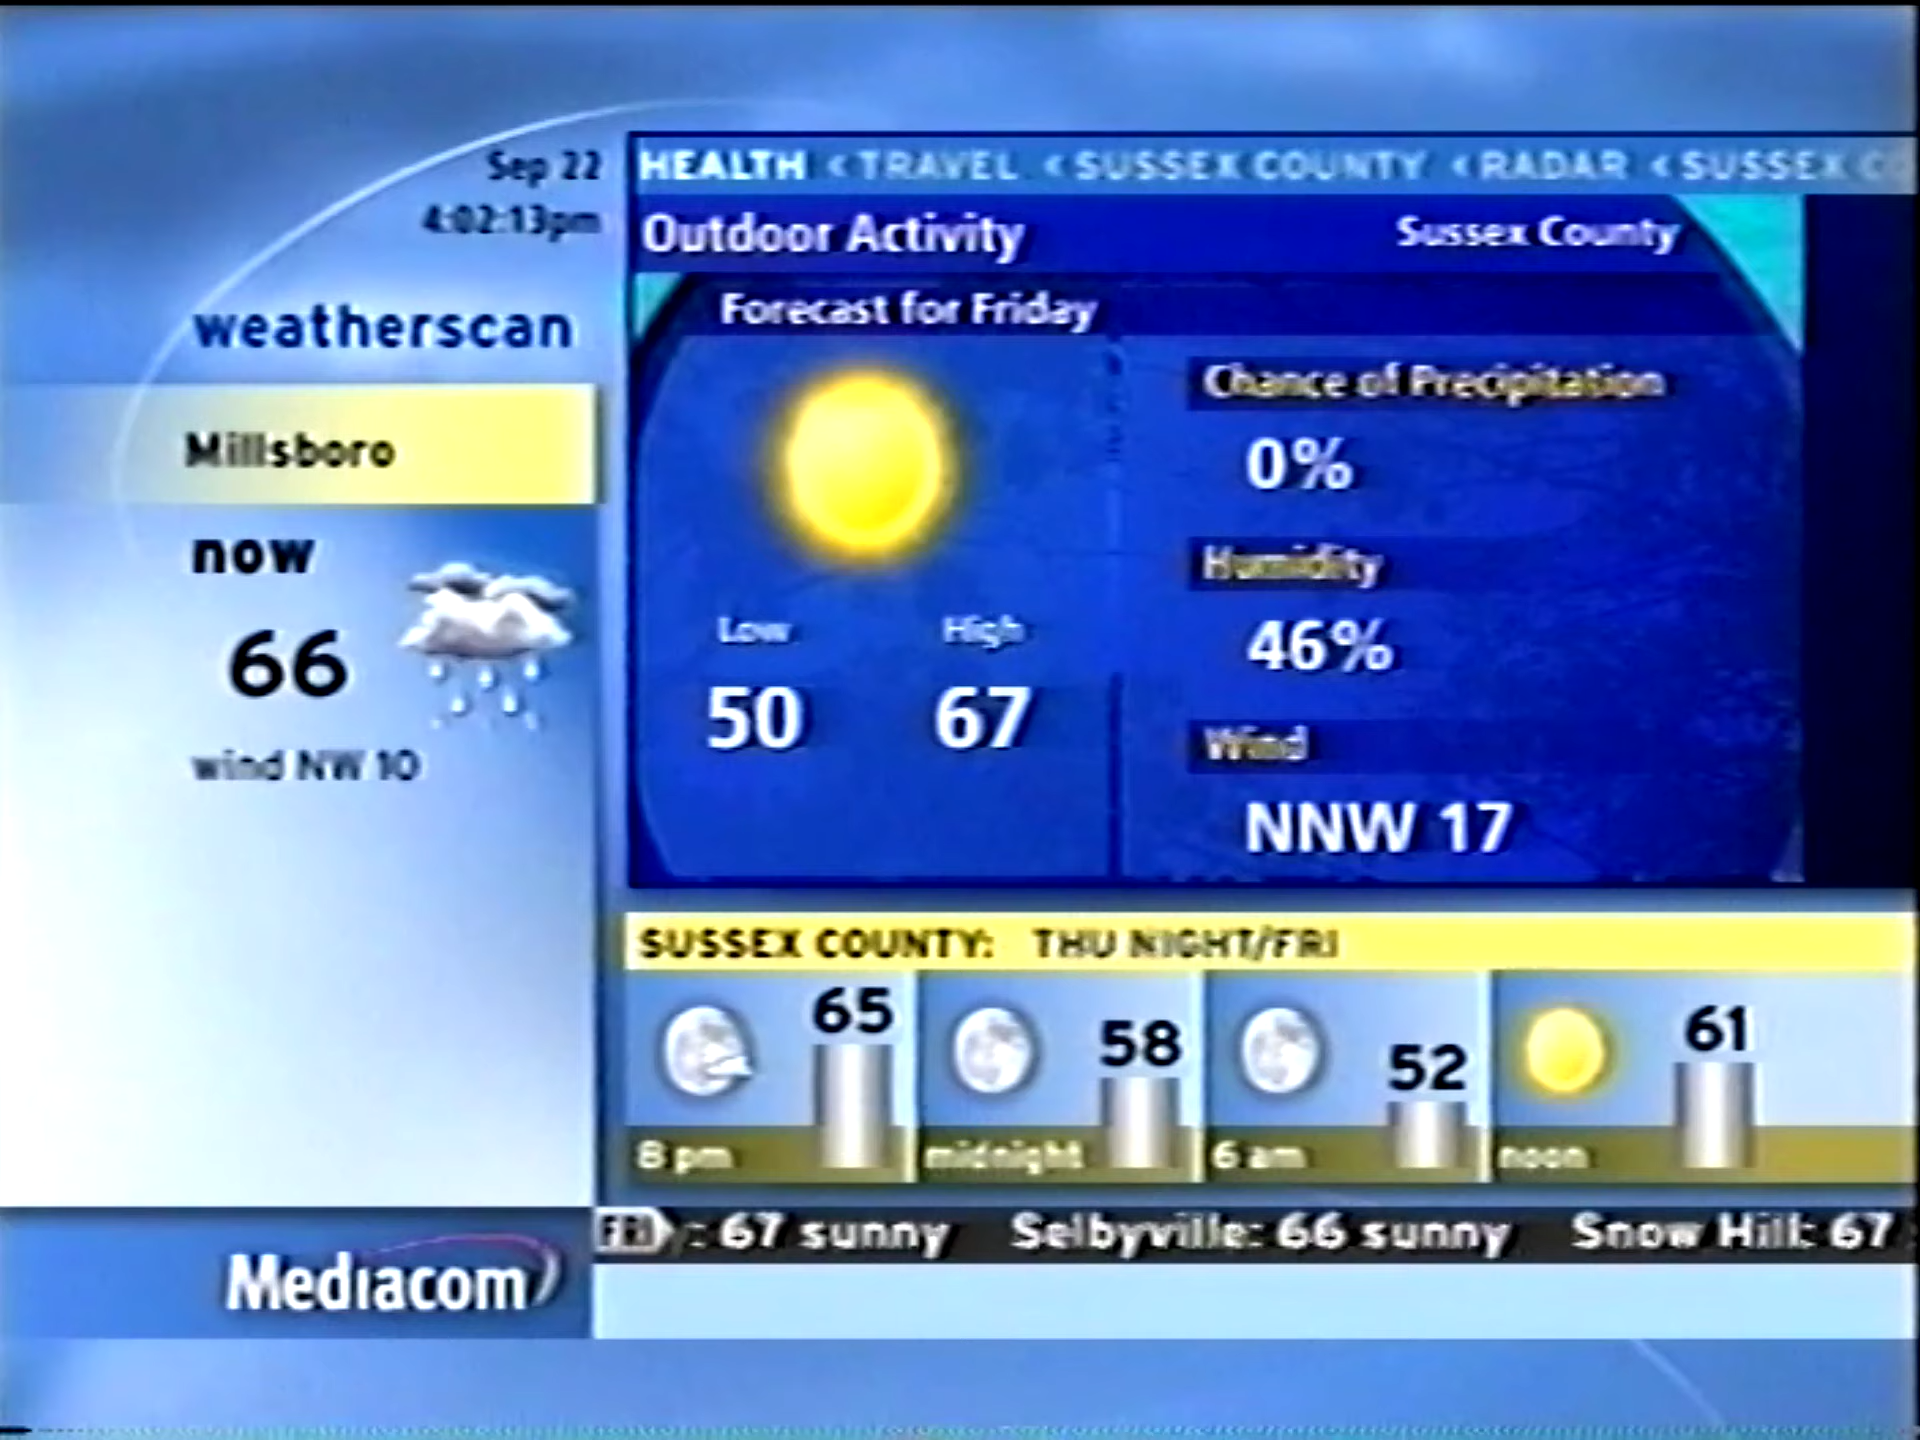 Sep 22
4:02:13pm
weatherscan
Millsboro
now
66
wind NW 10
HEALTH < TRAVEL < SUSSEX COUNTY < RADAR < SUSSEX CO
Outdoor Activity Sussex County
Forecast for Friday
Chance of Precipitation
0%
Humidity
46%
Low High
50 67
Wind
NNW 17
SUSSEX COUNTY: THU NIGHT/FRI
65 58 52 61
8 pm midnight 6 am noon
FRI : 67 sunny Selbyville: 66 sunny Snow Hill: 67
Mediacom